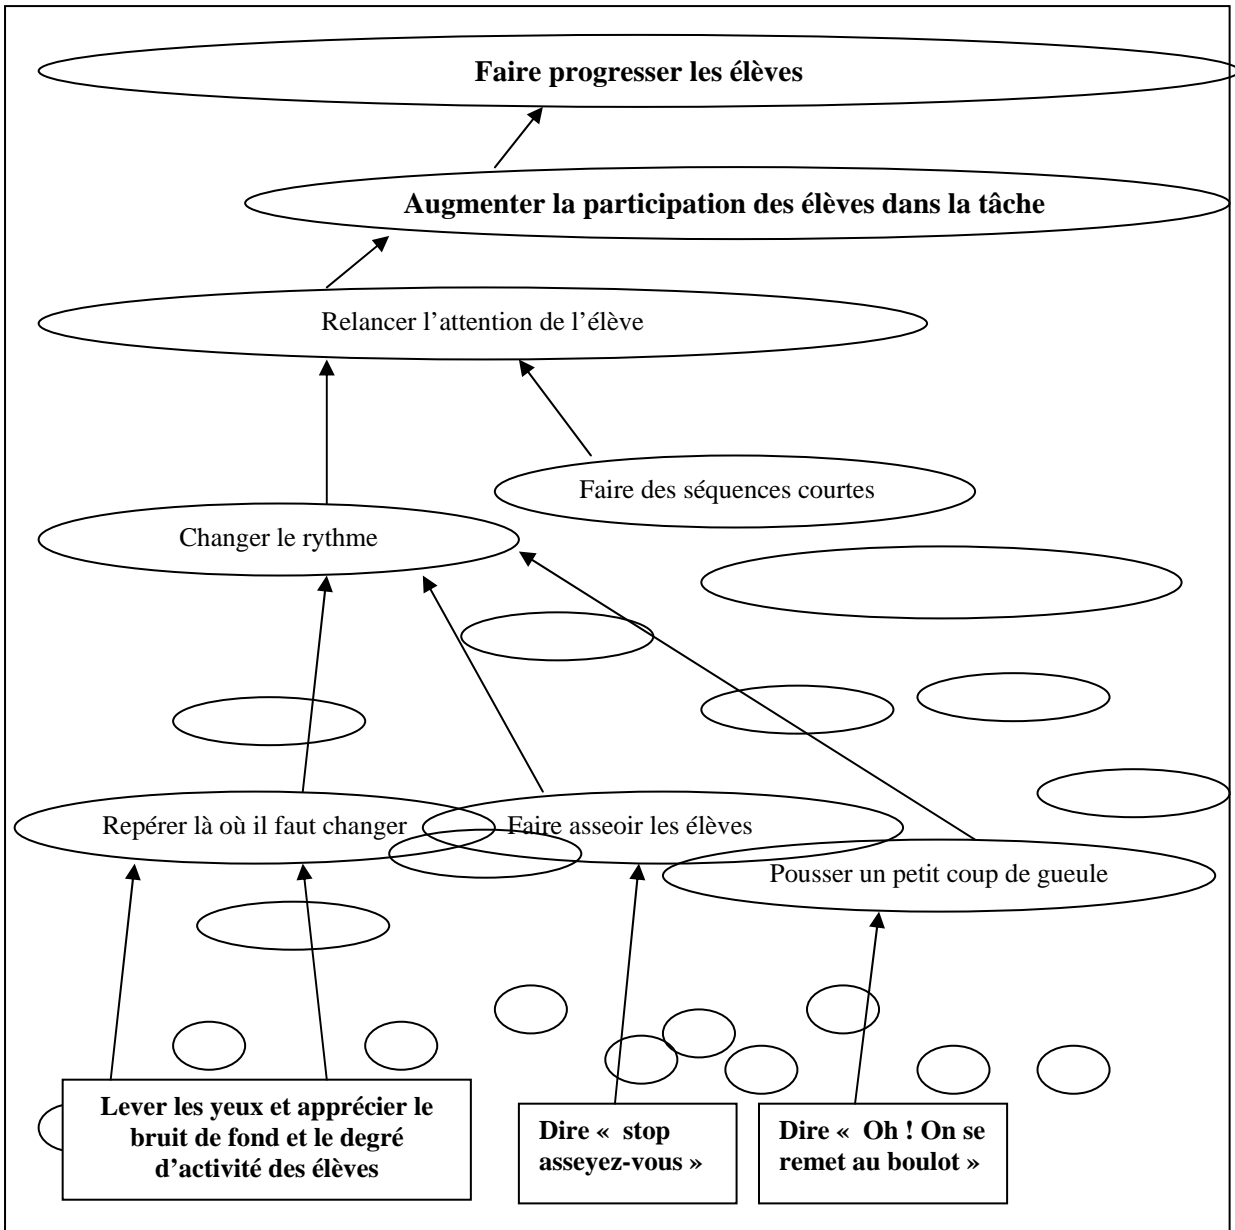 Faire progresser les élèves
Augmenter la participation des élèves dans la tâche
Relancer l’attention de l’élève
Faire des séquences courtes
Changer le rythme
Repérer là où il faut changer
Faire asseoir les élèves
Pousser un petit coup de gueule
Lever les yeux et apprécier le
bruit de fond et le degré
d’activité des élèves
Dire « stop
asseyez-vous »
Dire « Oh ! On se
remet au boulot »